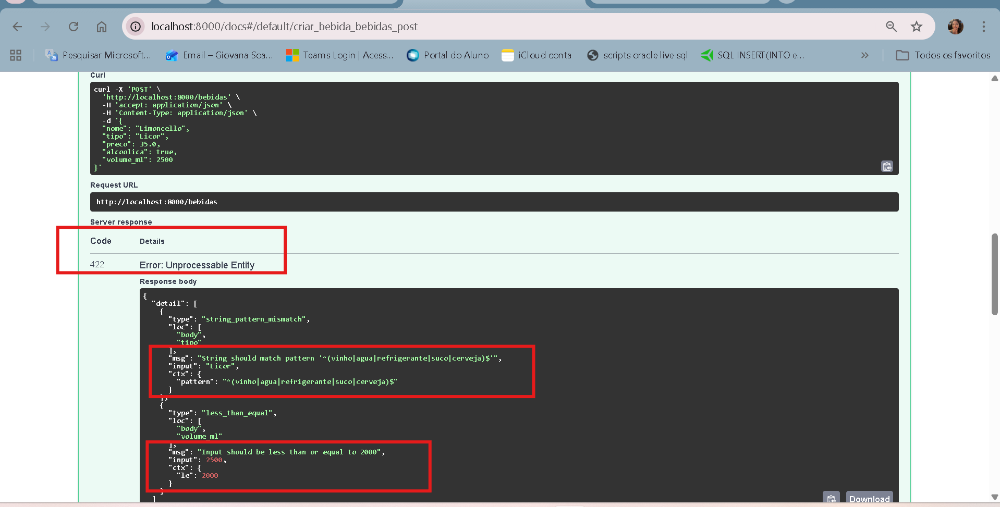 localhost:8000/docs#/default/criar_bebida_bebidas_post
Pesquisar Microsoft... Email – Giovana Soa... Teams Login | Acess... Portal do Aluno iCloud conta scripts oracle live sql SQL INSERT(INTO e... » Todos os favoritos
Curl
curl -X 'POST' \
'http://localhost:8000/bebidas' \
-H 'accept: application/json' \
-H 'Content-Type: application/json' \
-d '{
"nome": "Limoncello",
"tipo": "Licor",
"preco": 35.0,
"alcoolica": true,
"volume_ml": 2500
}'
Request URL
http://localhost:8000/bebidas
Server response
Code Details
422 Error: Unprocessable Entity
Response body
{
"detail": [
{
"type": "string_pattern_mismatch",
"loc": [
"body",
"tipo"
],
"msg": "String should match pattern '^(vinho|agua|refrigerante|suco|cerveja)$'",
"input": "Licor",
"ctx": {
"pattern": "^(vinho|agua|refrigerante|suco|cerveja)$"
}
},
{
"type": "less_than_equal",
"loc": [
"body",
"volume_ml"
],
"msg": "Input should be less than or equal to 2000",
"input": 2500,
"ctx": {
"le": 2000
}
}
]
Download